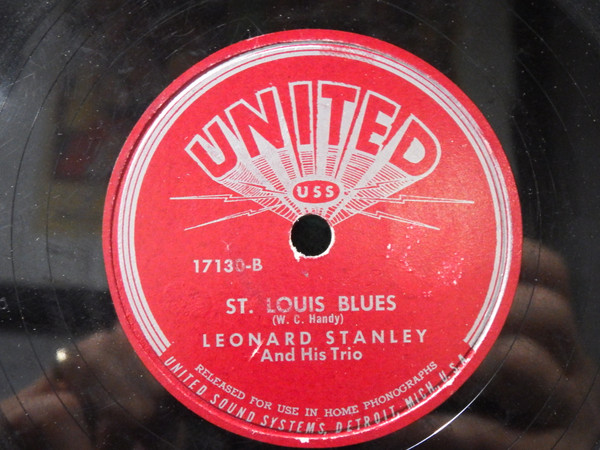 UNITED
USS
17130-B
ST. LOUIS BLUES
(W. C. Handy)
LEONARD STANLEY
And His Trio
RELEASED FOR USE IN HOME PHONOGRAPHS
UNITED SOUND SYSTEMS, DETROIT, MICH., U.S.A.